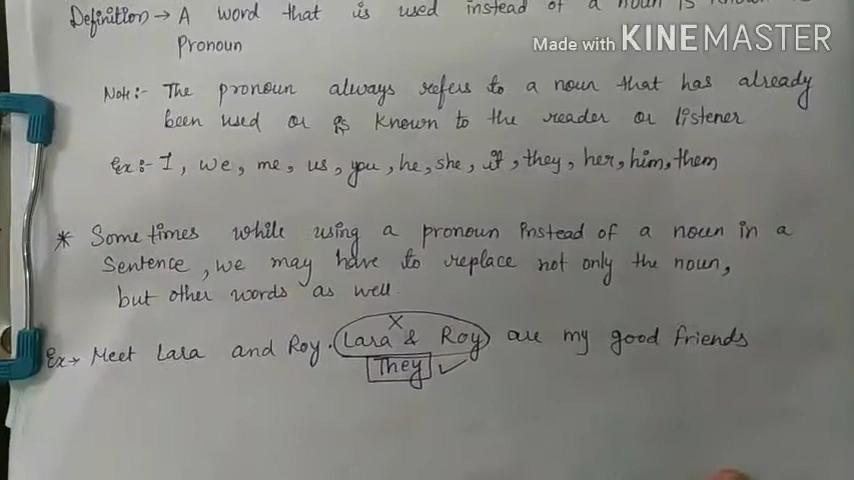 Definition → A word that is used instead of a noun is known
Made with KINEMASTER
Pronoun
Note:- The pronoun always refers to a noun that has already
been used or is known to the reader or listener
Ex:- I, we, me, us, you, he, she, it, they, her, him, them
* Some times while using a pronoun instead of a noun in a
Sentence, we may have to replace not only the noun,
but other words as well.
Ex → Meet Lara and Roy. Lara & Roy are my good friends
X
They ✓